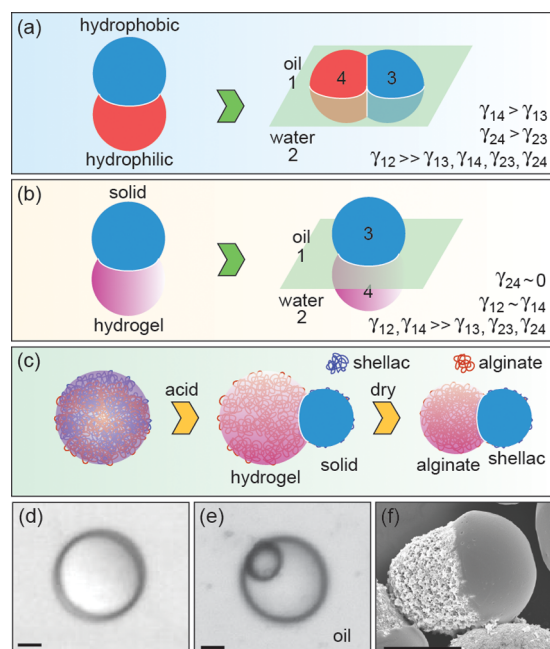 (a)
hydrophobic
hydrophilic
oil
1
4
3
water
2
γ14 > γ13
γ24 > γ23
γ12 >> γ13, γ14, γ23, γ24
(b)
solid
hydrogel
oil
1
3
water
2
4
γ24 ~ 0
γ12 ~ γ14
γ12, γ14 >> γ13, γ23, γ24
(c)
shellac
alginate
acid
dry
hydrogel
solid
alginate
shellac
(d)
(e)
oil
(f)